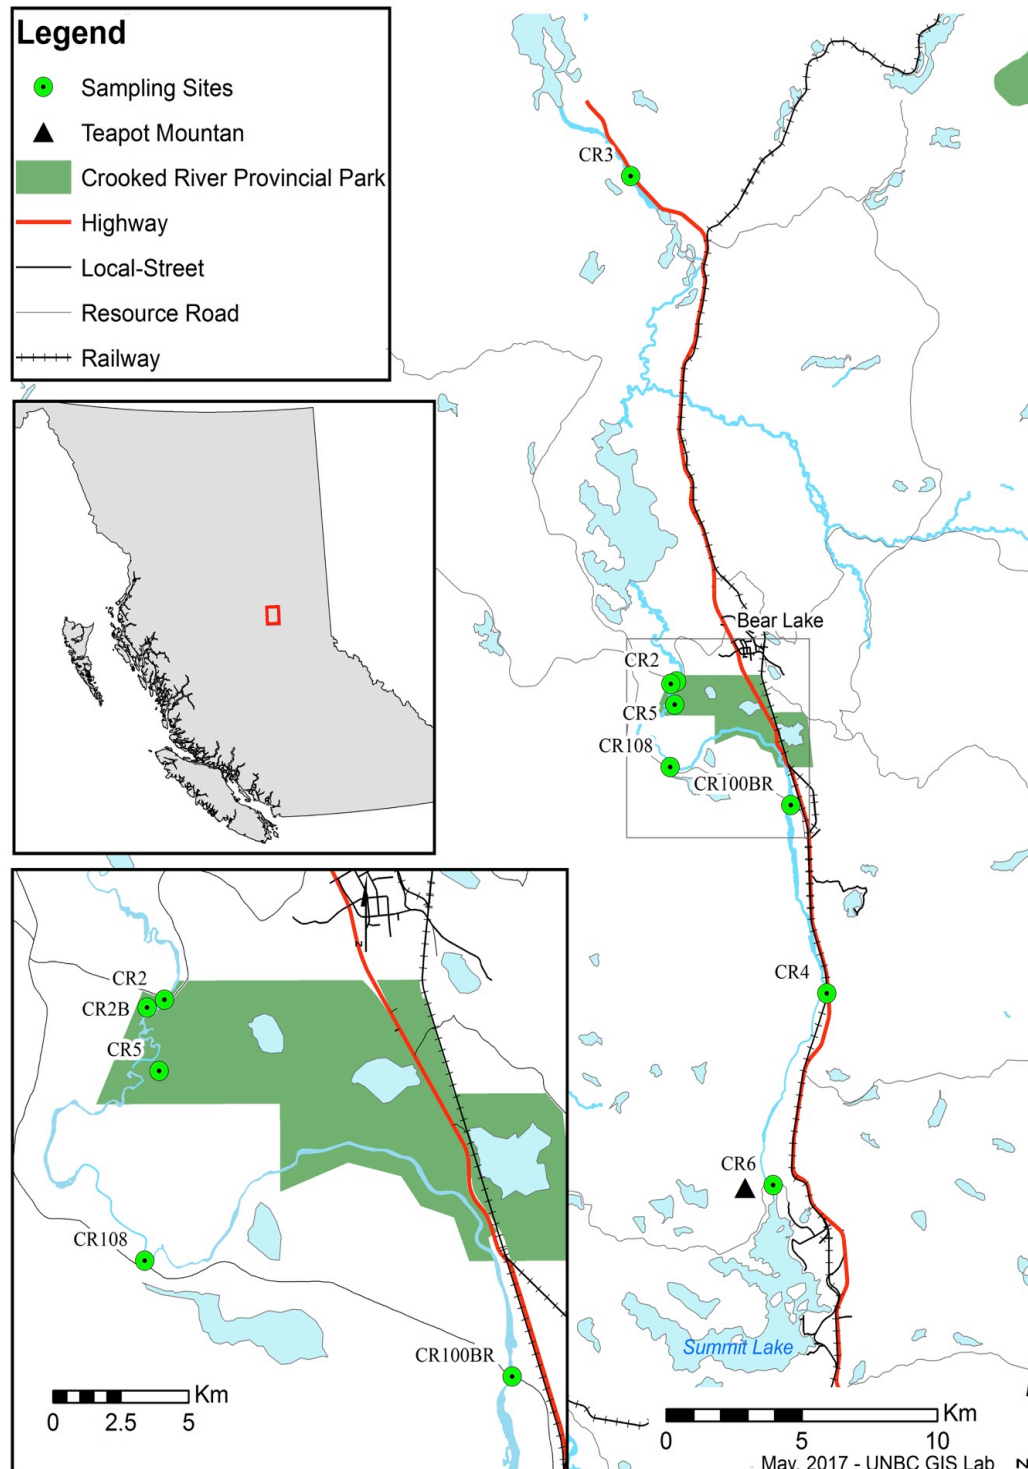 Legend
Sampling Sites
Teapot Mountan
Crooked River Provincial Park
Highway
Local-Street
Resource Road
Railway
CR3
Bear Lake
CR2
CR5
CR108
CR100BR
CR4
CR6
Summit Lake
Km
0 5 10
May, 2017 - UNBC GIS Lab
N
CR2
CR2B
CR5
CR108
CR100BR
Km
0 2.5 5
N